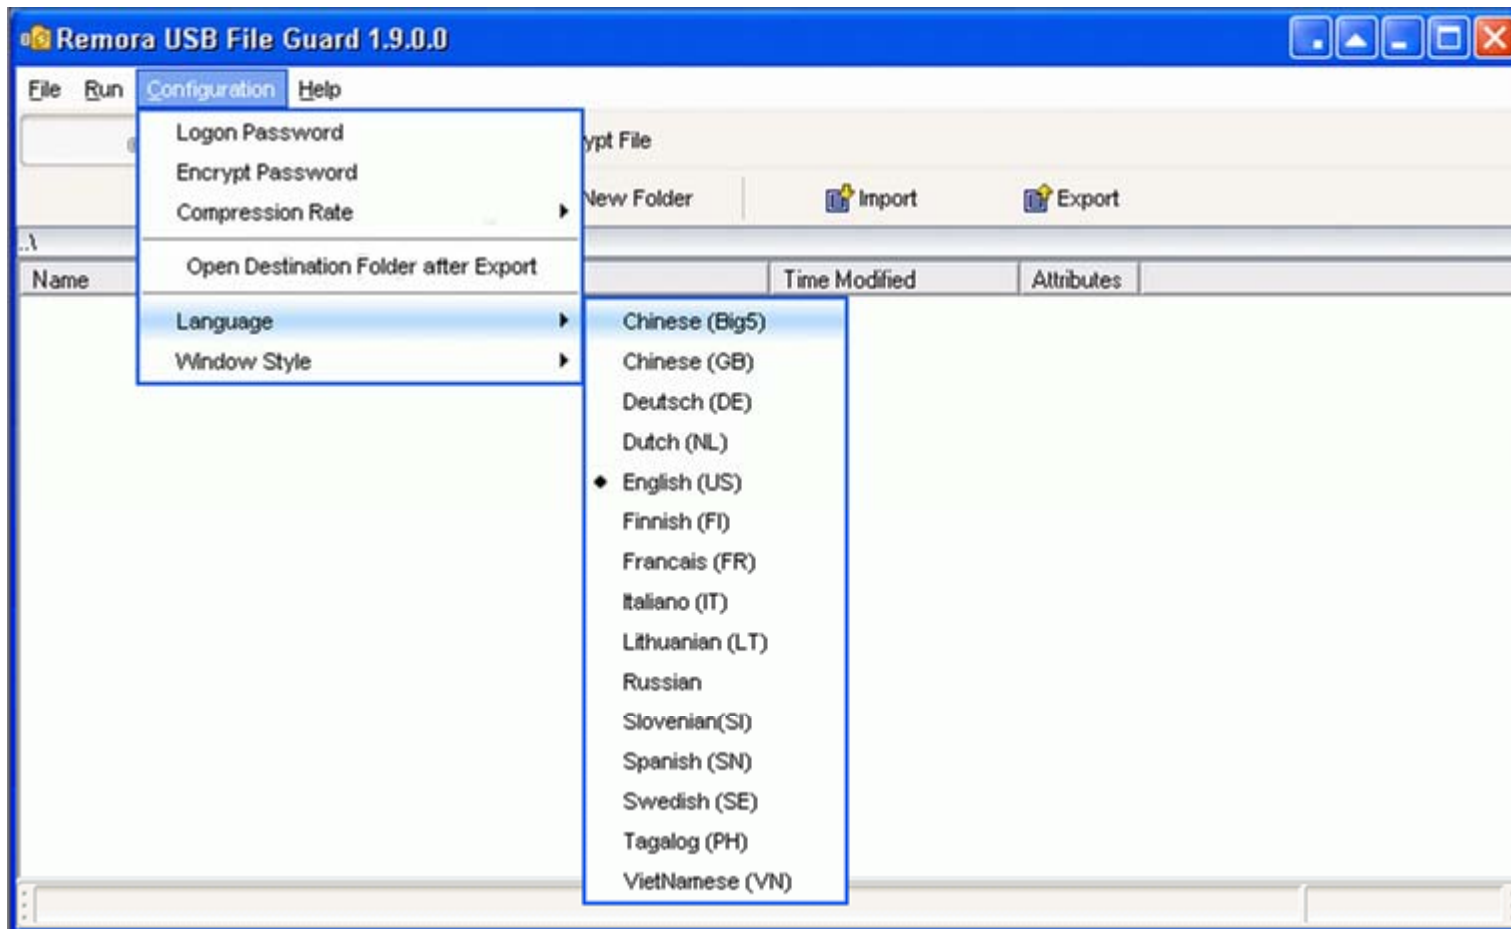 Remora USB File Guard 1.9.0.0
File Run Configuration Help
Logon Password
Encrypt Password
Compression Rate
Open Destination Folder after Export
Language
Window Style
File
New Folder
Import
Export
..\
Name
Time Modified
Attributes
Chinese (Big5)
Chinese (GB)
Deutsch (DE)
Dutch (NL)
English (US)
Finnish (FI)
Francais (FR)
Italiano (IT)
Lithuanian (LT)
Russian
Slovenian(SI)
Spanish (SN)
Swedish (SE)
Tagalog (PH)
VietNamese (VN)